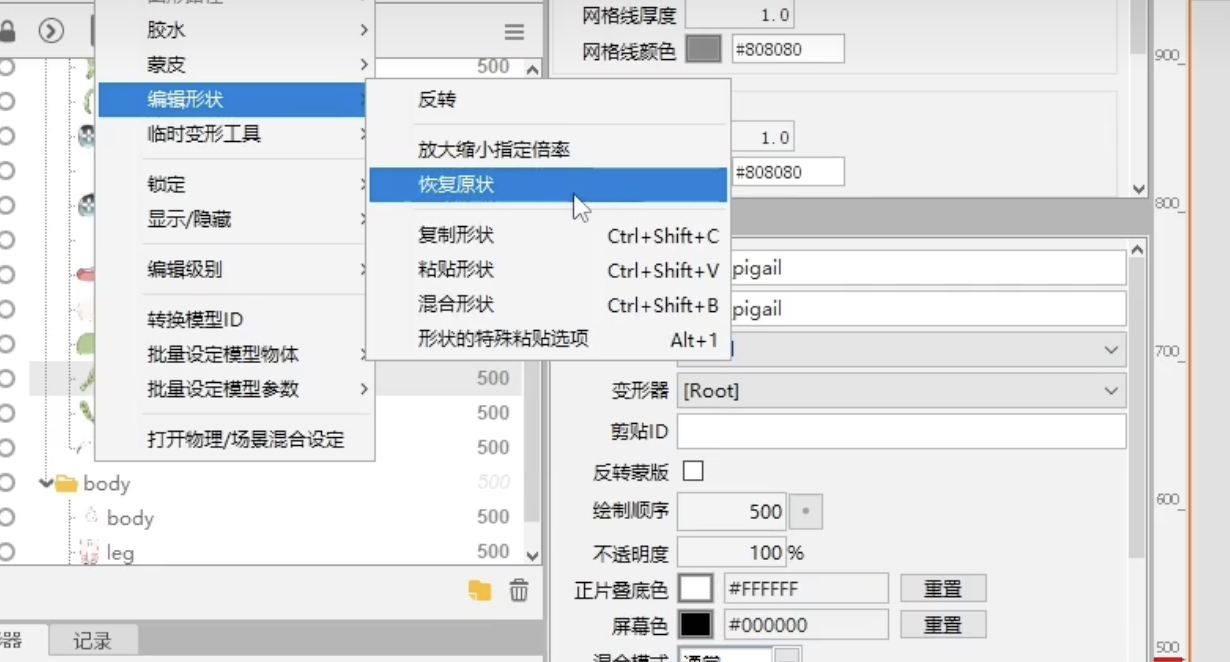 胶水
蒙皮
编辑形状
临时变形工具
锁定
显示/隐藏
编辑级别
转换模型ID
批量设定模型物体
批量设定模型参数
打开物理/场景混合设定
反转
放大缩小指定倍率
恢复原状
复制形状 Ctrl+Shift+C
粘贴形状 Ctrl+Shift+V
混合形状 Ctrl+Shift+B
形状的特殊粘贴选项 Alt+1
500
500
500
500
body 500
body 500
leg 500
记录
网格线厚度 1.0
网格线颜色 #808080
1.0
#808080
pigail
pigail
变形器 [Root]
剪贴ID
反转蒙版
绘制顺序 500
不透明度 100 %
正片叠底色 #FFFFFF 重置
屏幕色 #000000 重置
混合模式 通常
900
800
700
600
500